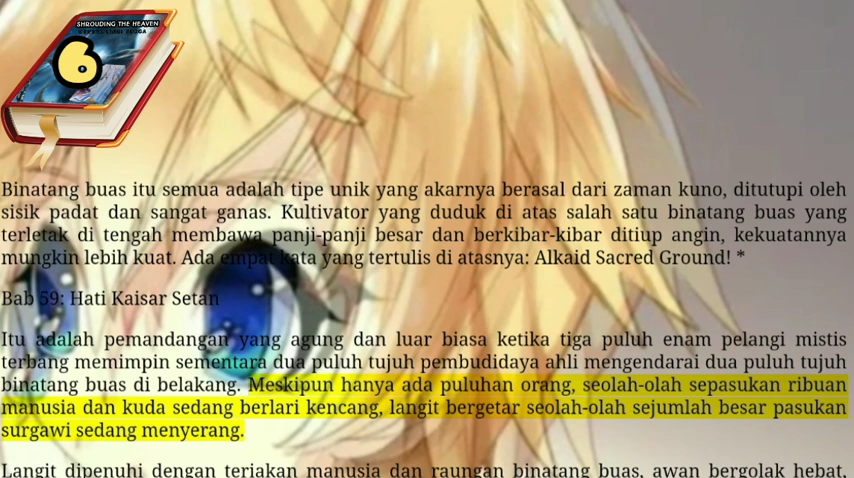 SHROUDING THE HEAVEN
6
Binatang buas itu semua adalah tipe unik yang akarnya berasal dari zaman kuno, ditutupi oleh
sisik padat dan sangat ganas. Kultivator yang duduk di atas salah satu binatang buas yang
terletak di tengah membawa panji-panji besar dan berkibar-kibar ditiup angin, kekuatannya
mungkin lebih kuat. Ada empat kata yang tertulis di atasnya: Alkaid Sacred Ground! *
Bab 59: Hati Kaisar Setan
Itu adalah pemandangan yang agung dan luar biasa ketika tiga puluh enam pelangi mistis
terbang memimpin sementara dua puluh tujuh pembudidaya ahli mengendarai dua puluh tujuh
binatang buas di belakang. Meskipun hanya ada puluhan orang, seolah-olah sepasukan ribuan
manusia dan kuda sedang berlari kencang, langit bergetar seolah-olah sejumlah besar pasukan
surgawi sedang menyerang.
Langit dipenuhi dengan teriakan manusia dan raungan binatang buas, awan bergolak hebat,